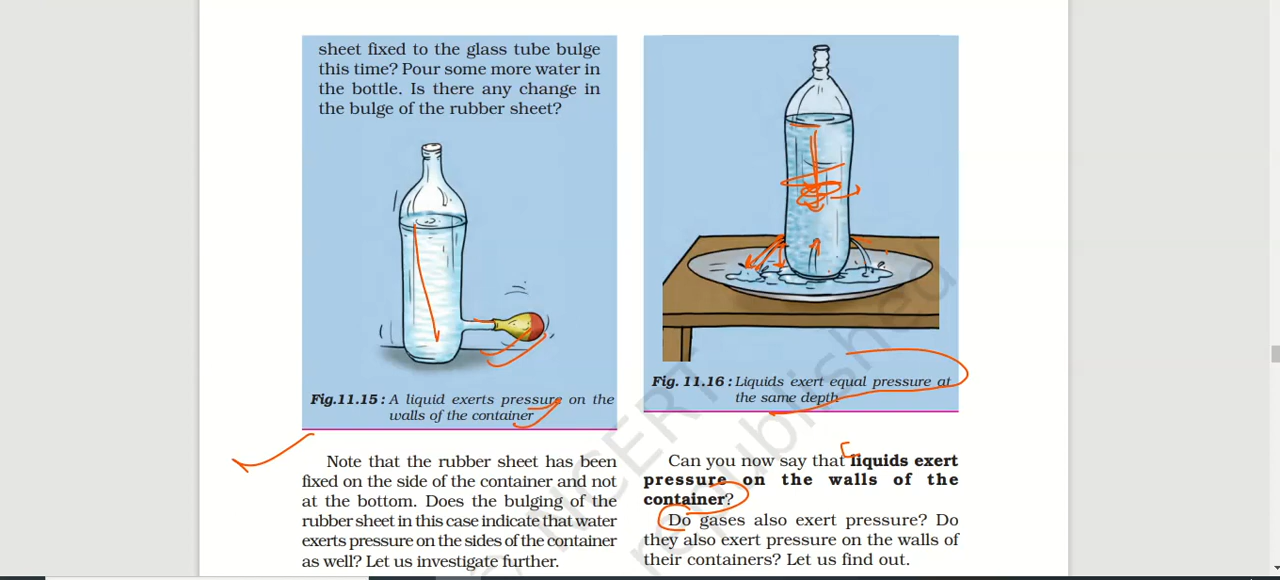 sheet fixed to the glass tube bulge
this time? Pour some more water in
the bottle. Is there any change in
the bulge of the rubber sheet?
Fig.11.15 : A liquid exerts pressure on the
walls of the container
Note that the rubber sheet has been
fixed on the side of the container and not
at the bottom. Does the bulging of the
rubber sheet in this case indicate that water
exerts pressure on the sides of the container
as well? Let us investigate further.
Fig. 11.16 : Liquids exert equal pressure at
the same depth
Can you now say that liquids exert
pressure on the walls of the
container?
Do gases also exert pressure? Do
they also exert pressure on the walls of
their containers? Let us find out.
© NCERT
republished